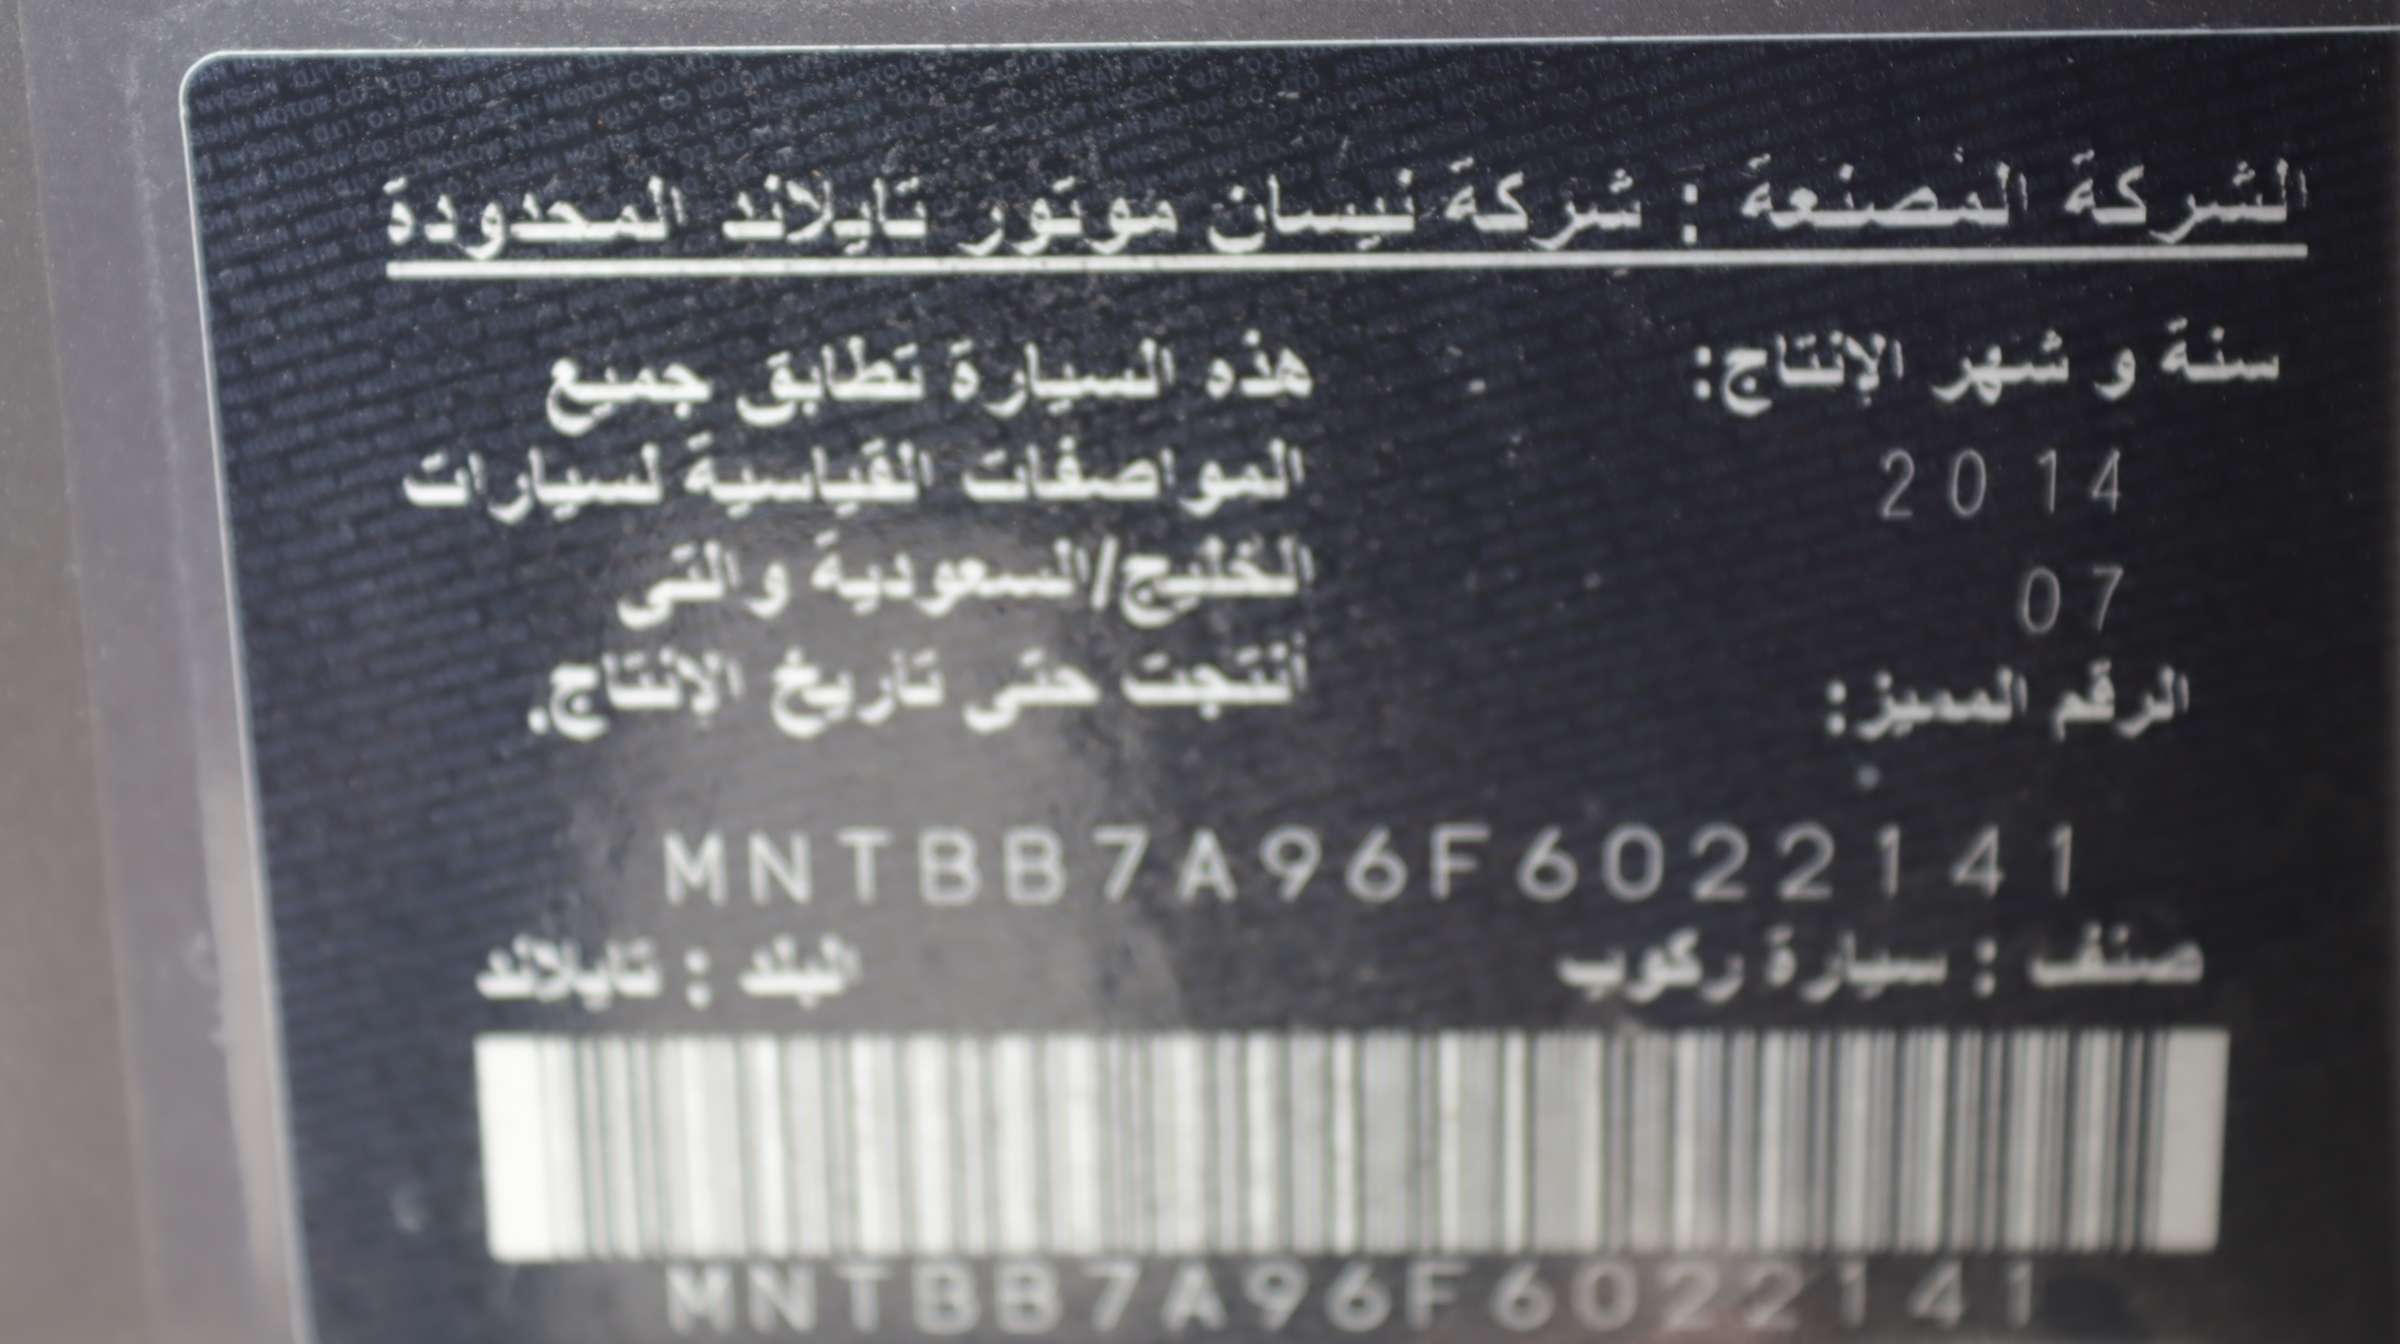 الشركة المصنعة : شركة نيسان موتور تايلاند المحدودة
سنة و شهر الإنتاج:
2014
07
الرقم المميز:
هذه السيارة تطابق جميع
المواصفات القياسية لسيارات
الخليج/السعودية والتى
أنتجت حتى تاريخ الإنتاج.
MNTBB7A96F6022141
صنف : سيارة ركوب
البلد : تايلاند
MNTBB7A96F6022141